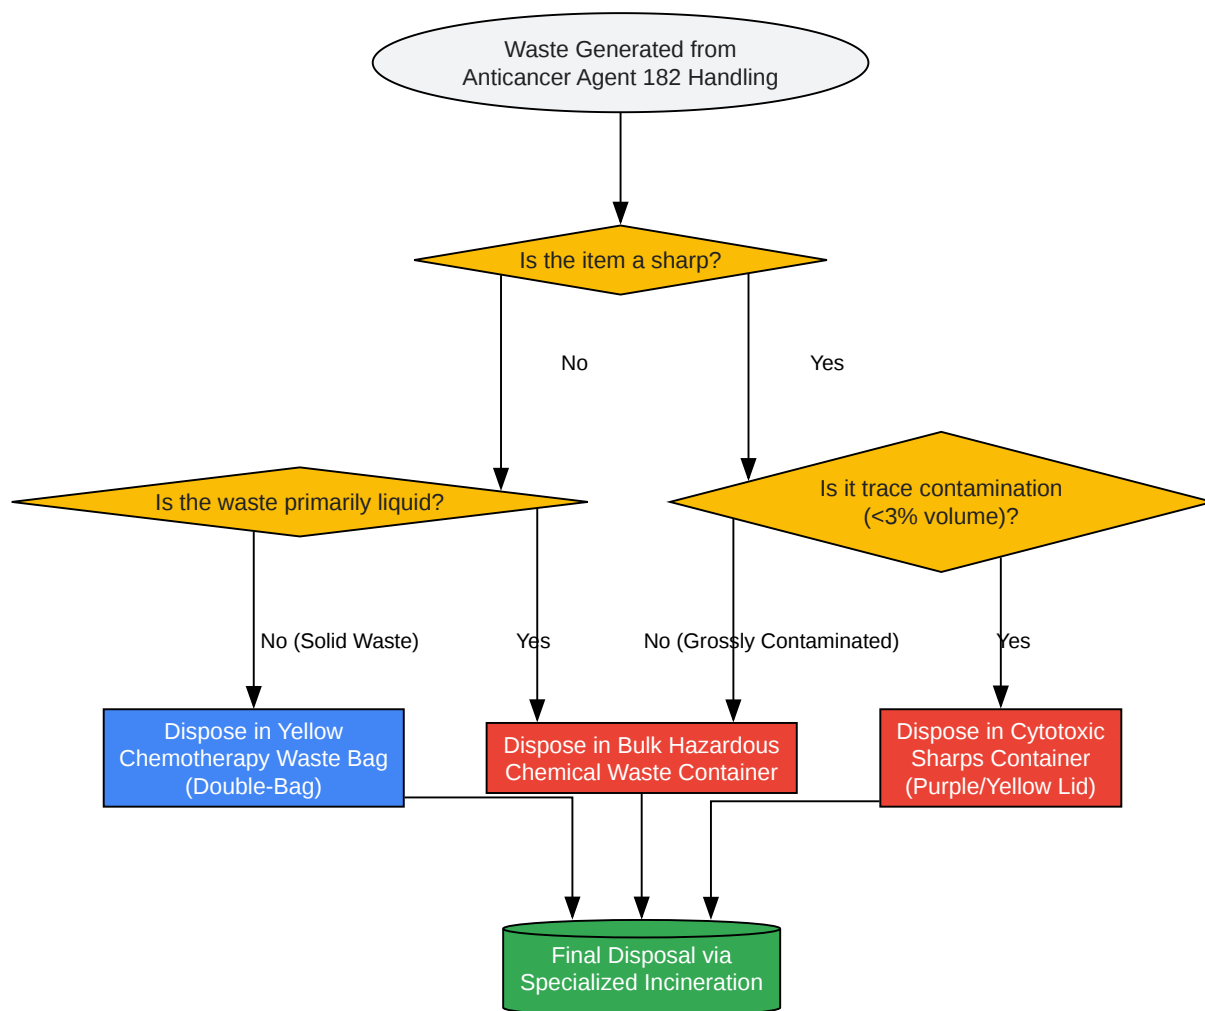 Waste Generated from
Anticancer Agent 182 Handling
Is the item a sharp?
No
Yes
Is the waste primarily liquid?
Is it trace contamination
(<3% volume)?
No (Solid Waste)
Yes
No (Grossly Contaminated)
Yes
Dispose in Yellow
Chemotherapy Waste Bag
(Double-Bag)
Dispose in Bulk Hazardous
Chemical Waste Container
Dispose in Cytotoxic
Sharps Container
(Purple/Yellow Lid)
Final Disposal via
Specialized Incineration